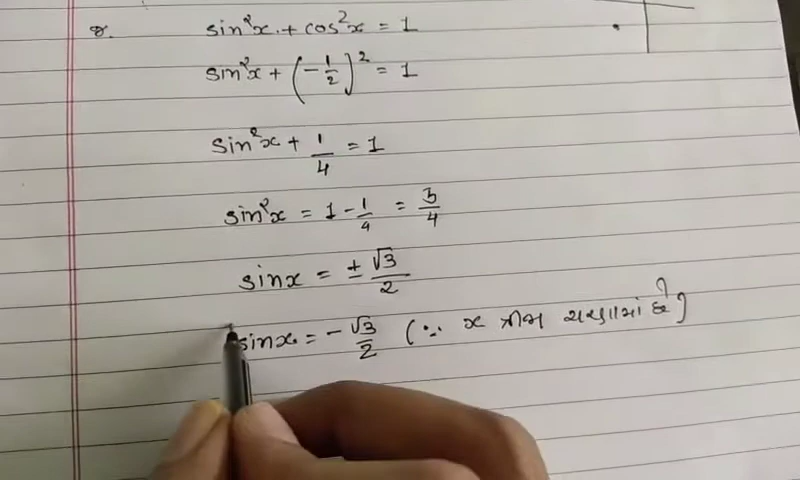 ૪. sin²x + cos²x = 1
sin²x + (-1/2)² = 1
sin²x + 1/4 = 1
sin²x = 1 - 1/4 = 3/4
sinx = ± √3/2
sinx = - √3/2 (∵ x ત્રીજા ચરણમાં છે)